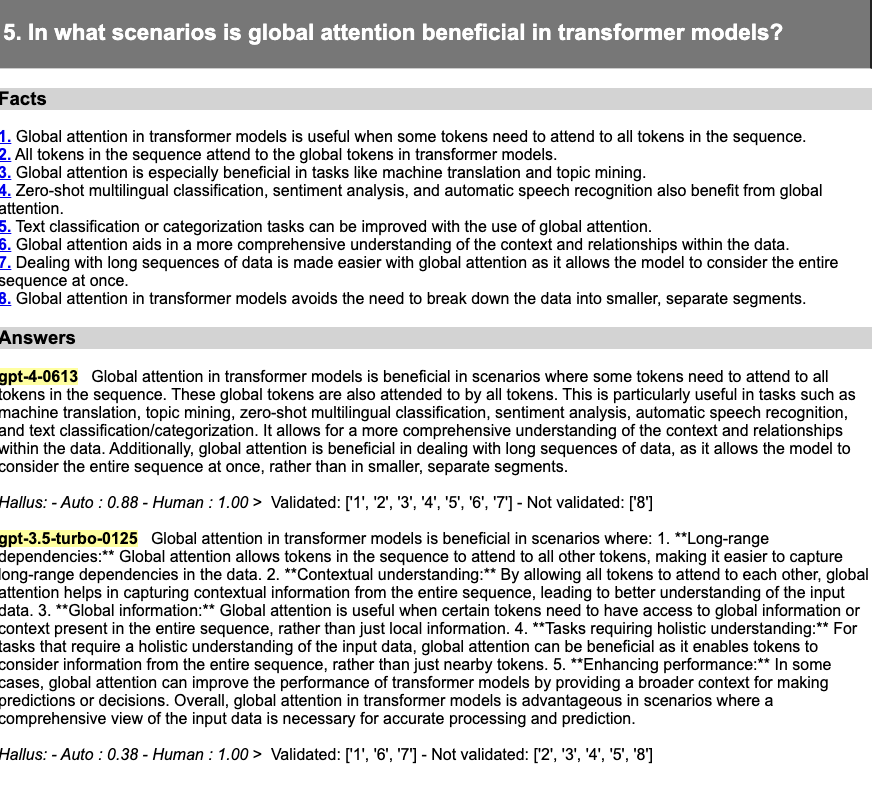 5. In what scenarios is global attention beneficial in transformer models?
Facts
1. Global attention in transformer models is useful when some tokens need to attend to all tokens in the sequence.
2. All tokens in the sequence attend to the global tokens in transformer models.
3. Global attention is especially beneficial in tasks like machine translation and topic mining.
4. Zero-shot multilingual classification, sentiment analysis, and automatic speech recognition also benefit from global
attention.
5. Text classification or categorization tasks can be improved with the use of global attention.
6. Global attention aids in a more comprehensive understanding of the context and relationships within the data.
7. Dealing with long sequences of data is made easier with global attention as it allows the model to consider the entire
sequence at once.
8. Global attention in transformer models avoids the need to break down the data into smaller, separate segments.
Answers
gpt-4-0613 Global attention in transformer models is beneficial in scenarios where some tokens need to attend to all
tokens in the sequence. These global tokens are also attended to by all tokens. This is particularly useful in tasks such as
machine translation, topic mining, zero-shot multilingual classification, sentiment analysis, automatic speech recognition,
and text classification/categorization. It allows for a more comprehensive understanding of the context and relationships
within the data. Additionally, global attention is beneficial in dealing with long sequences of data, as it allows the model to
consider the entire sequence at once, rather than in smaller, separate segments.
Hallus: - Auto : 0.88 - Human : 1.00 > Validated: ['1', '2', '3', '4', '5', '6', '7'] - Not validated: ['8']
gpt-3.5-turbo-0125 Global attention in transformer models is beneficial in scenarios where: 1. **Long-range
dependencies:** Global attention allows tokens in the sequence to attend to all other tokens, making it easier to capture
long-range dependencies in the data. 2. **Contextual understanding:** By allowing all tokens to attend to each other, global
attention helps in capturing contextual information from the entire sequence, leading to better understanding of the input
data. 3. **Global information:** Global attention is useful when certain tokens need to have access to global information or
context present in the entire sequence, rather than just local information. 4. **Tasks requiring holistic understanding:** For
tasks that require a holistic understanding of the input data, global attention can be beneficial as it enables tokens to
consider information from the entire sequence, rather than just nearby tokens. 5. **Enhancing performance:** In some
cases, global attention can improve the performance of transformer models by providing a broader context for making
predictions or decisions. Overall, global attention in transformer models is advantageous in scenarios where a
comprehensive view of the input data is necessary for accurate processing and prediction.
Hallus: - Auto : 0.38 - Human : 1.00 > Validated: ['1', '6', '7'] - Not validated: ['2', '3', '4', '5', '8']